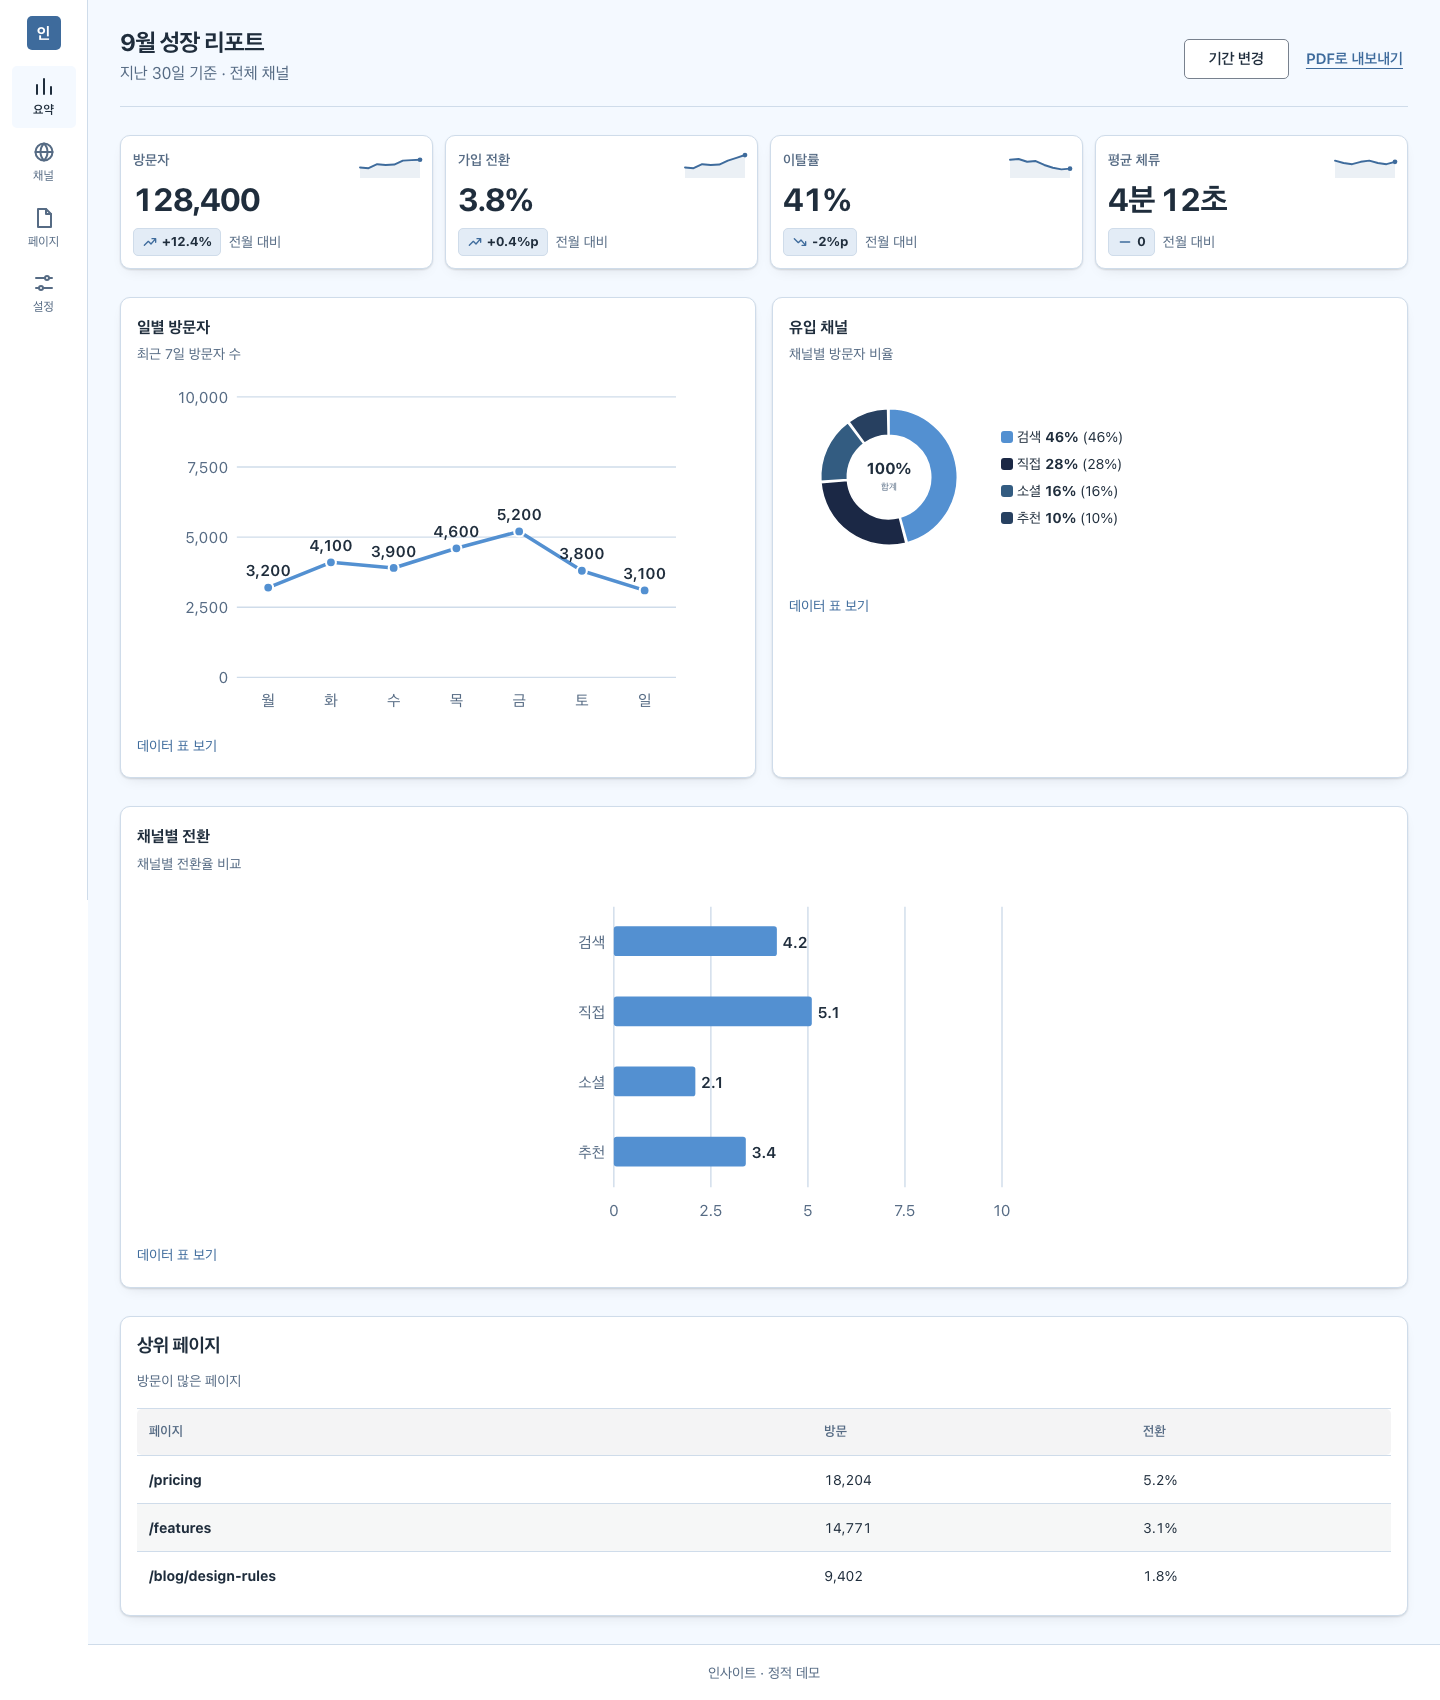 인
요약
채널
페이지
설정
9월 성장 리포트
지난 30일 기준 · 전체 채널
기간 변경
PDF로 내보내기
방문자
128,400
+12.4% 전월 대비
가입 전환
3.8%
+0.4%p 전월 대비
이탈률
41%
-2%p 전월 대비
평균 체류
4분 12초
0 전월 대비
일별 방문자
최근 7일 방문자 수
10,000
7,500
5,000
2,500
0
3,200
4,100
3,900
4,600
5,200
3,800
3,100
월 화 수 목 금 토 일
데이터 표 보기
유입 채널
채널별 방문자 비율
100%
합계
검색 46% (46%)
직접 28% (28%)
소셜 16% (16%)
추천 10% (10%)
데이터 표 보기
채널별 전환
채널별 전환율 비교
검색 4.2
직접 5.1
소셜 2.1
추천 3.4
0 2.5 5 7.5 10
데이터 표 보기
상위 페이지
방문이 많은 페이지
페이지 방문 전환
/pricing 18,204 5.2%
/features 14,771 3.1%
/blog/design-rules 9,402 1.8%
인사이트 · 정적 데모